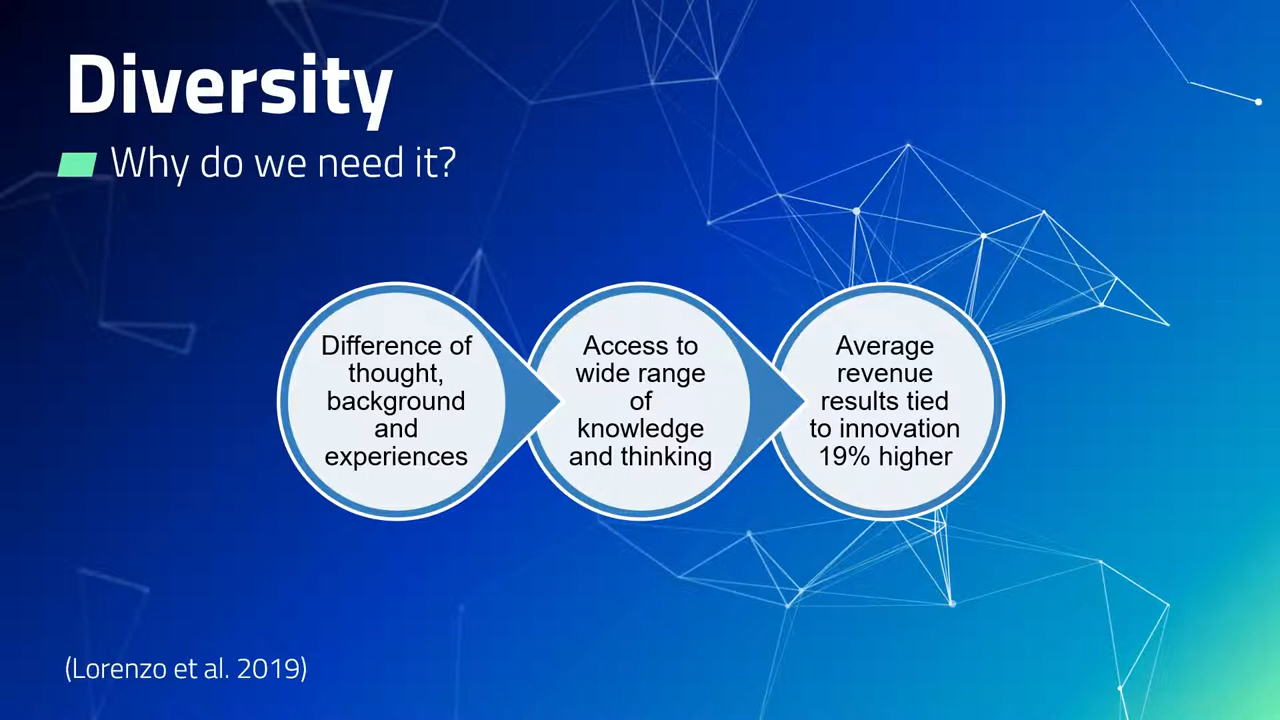 Diversity
Why do we need it?
Difference of
thought,
background
and
experiences
Access to
wide range
of
knowledge
and thinking
Average
revenue
results tied
to innovation
19% higher
(Lorenzo et al. 2019)